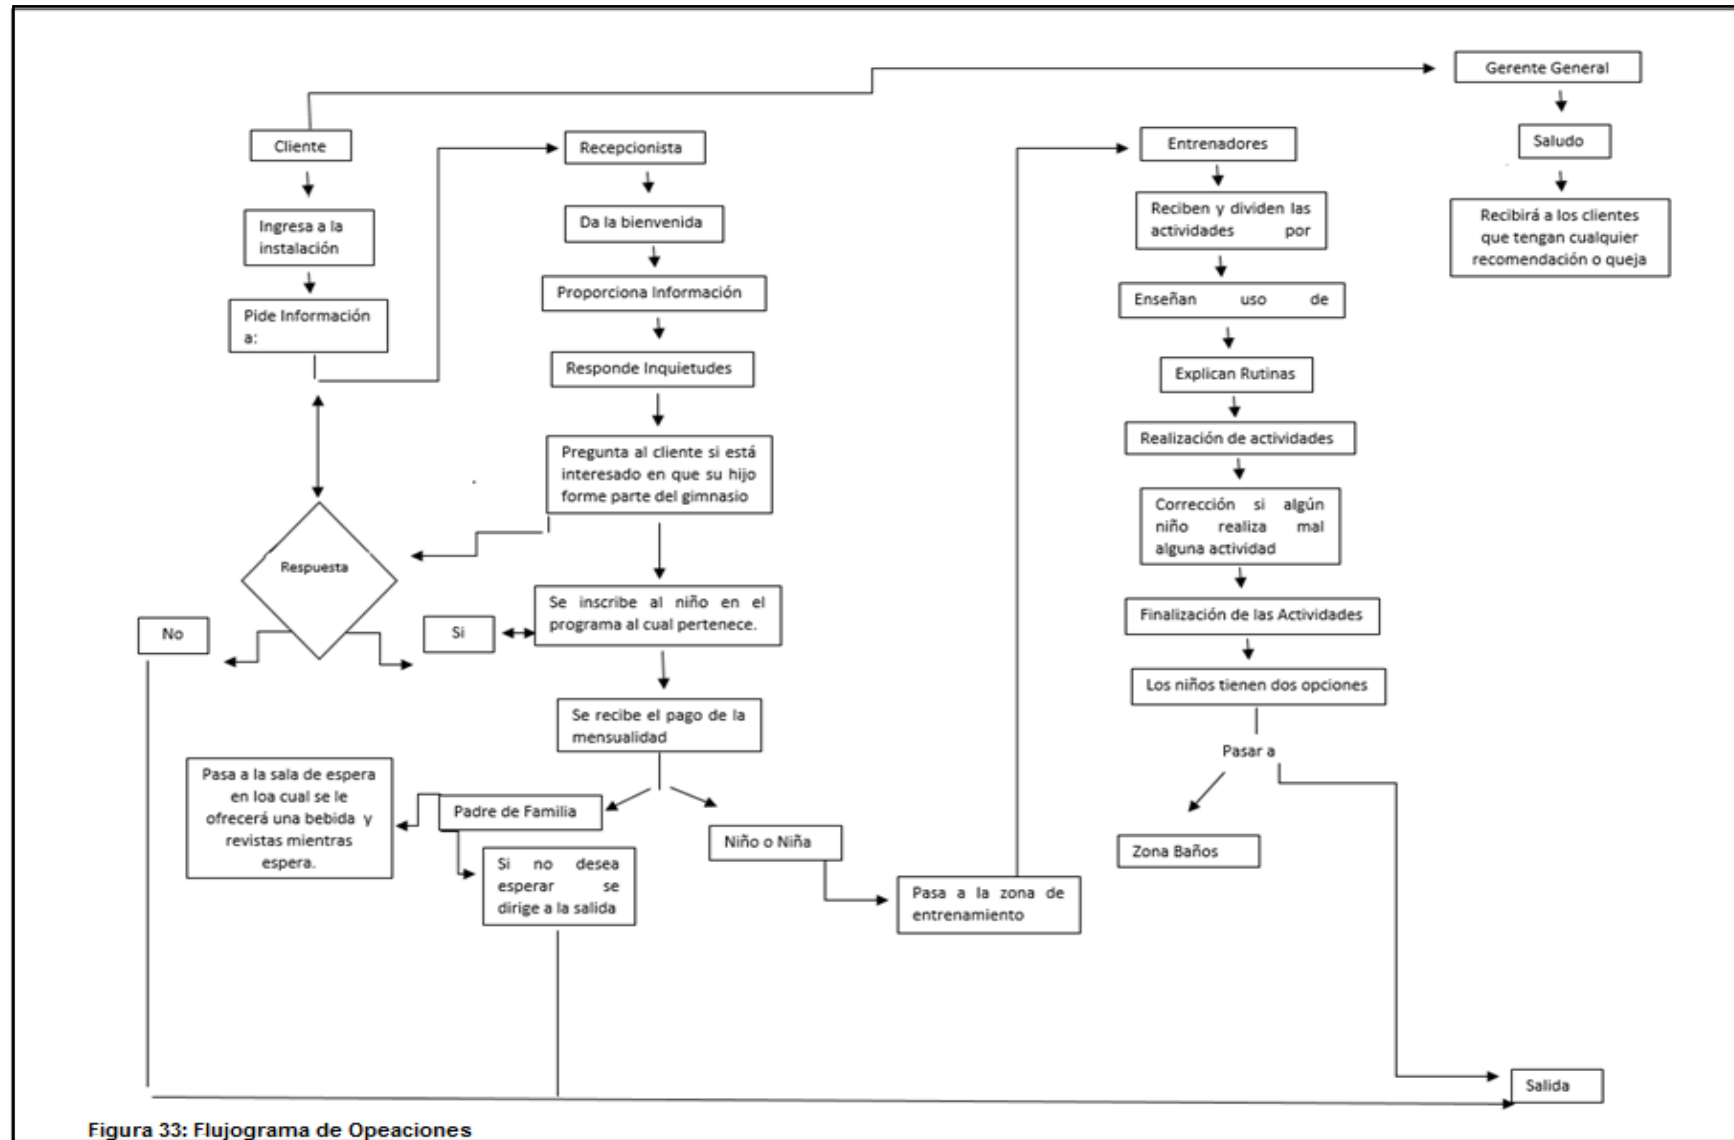 Gerente General
Cliente
Recepcionista
Entrenadores
Saludo
Ingresa a la
instalación
Da la bienvenida
Reciben y dividen las
actividades por
Recibirá a los clientes
que tengan cualquier
recomendación o queja
Pide Información
a:
Proporciona Información
Enseñan uso de
Responde Inquietudes
Explican Rutinas
Pregunta al cliente si está
interesado en que su hijo
forme parte del gimnasio
Realización de actividades
Corrección si algún
niño realiza mal
alguna actividad
Respuesta
No
Si
Se inscribe al niño en el
programa al cual pertenece.
Finalización de las Actividades
Los niños tienen dos opciones
Se recibe el pago de la
mensualidad
Pasar a
Pasa a la sala de espera
en loa cual se le
ofrecerá una bebida y
revistas mientras
espera.
Padre de Familia
Niño o Niña
Zona Baños
Si no desea
esperar se
dirige a la salida
Pasa a la zona de
entrenamiento
Salida
Figura 33: Flujograma de Opeaciones